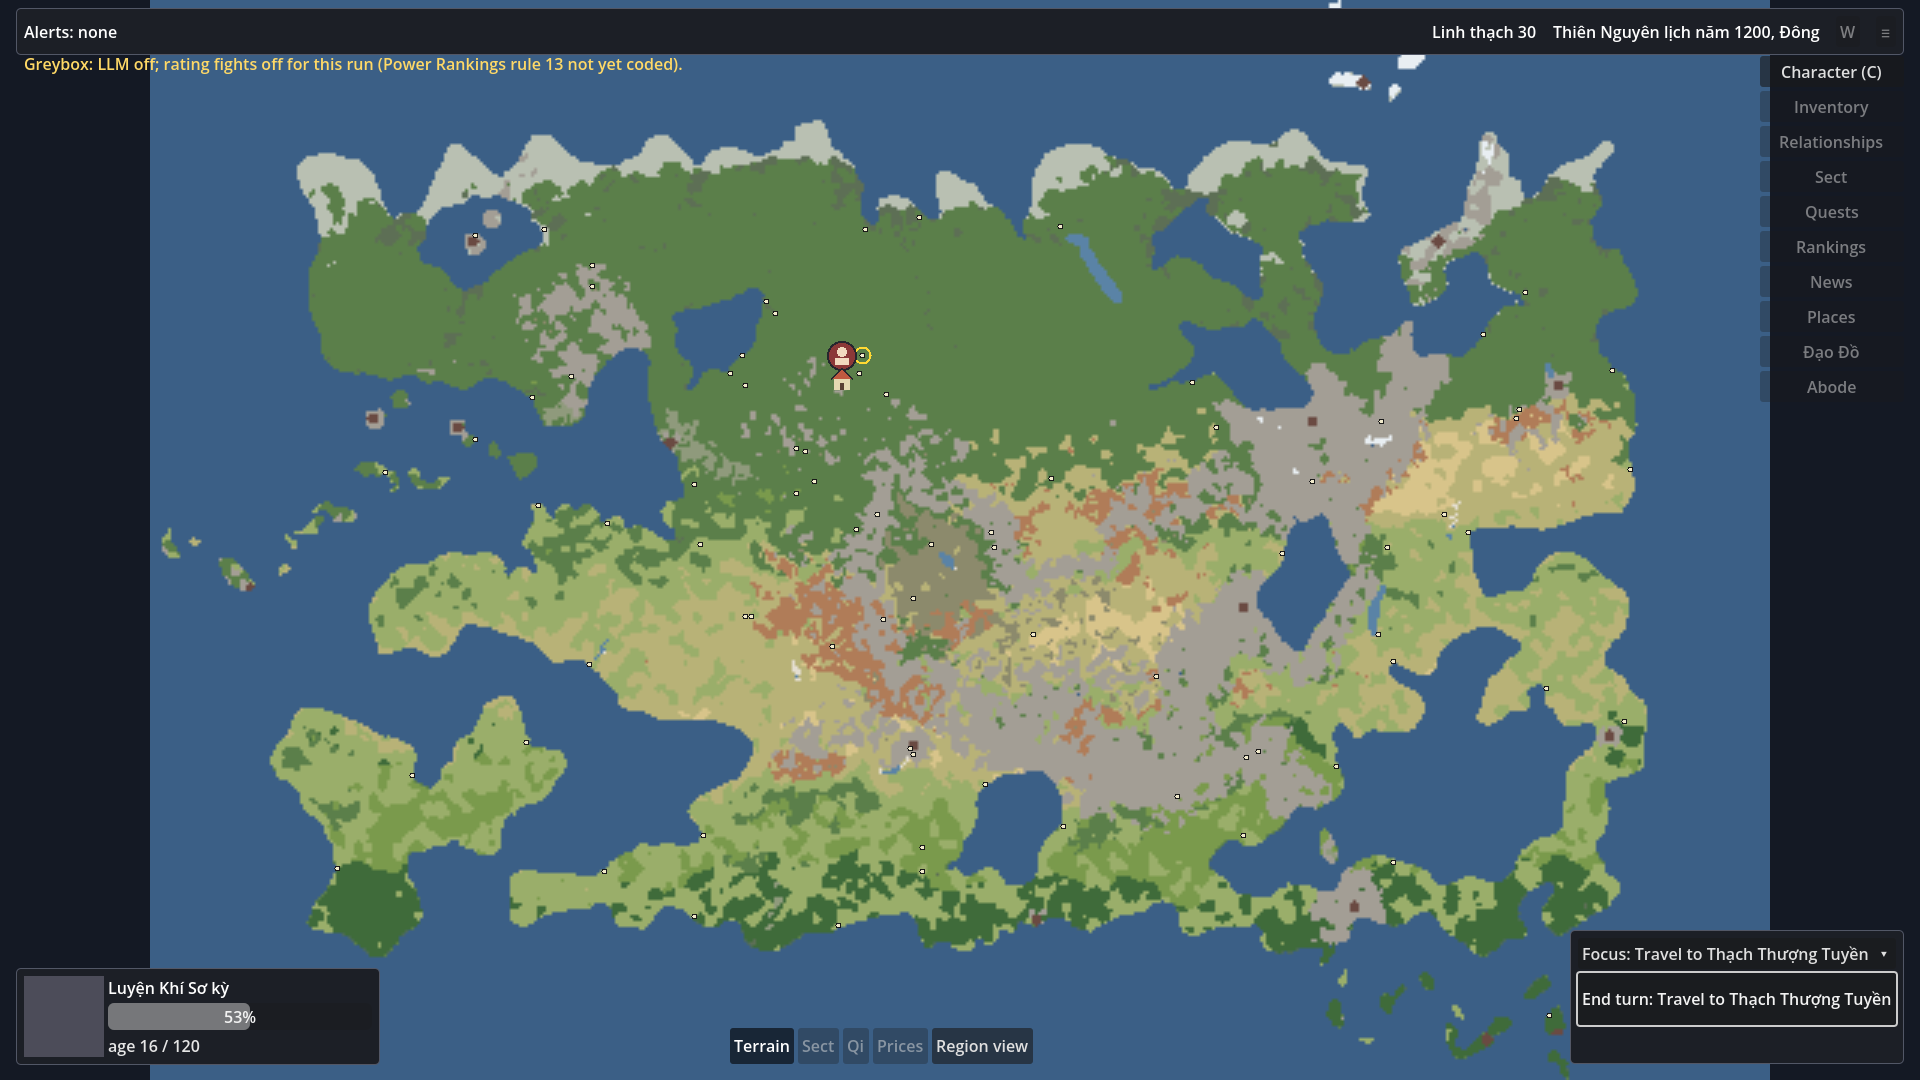 Alerts: none
Linh thạch 30 Thiên Nguyên lịch năm 1200, Đông W ≡
Greybox: LLM off; rating fights off for this run (Power Rankings rule 13 not yet coded).
Character (C)
Inventory
Relationships
Sect
Quests
Rankings
News
Places
Đạo Đồ
Abode
Focus: Travel to Thạch Thượng Tuyền
End turn: Travel to Thạch Thượng Tuyền
Luyện Khí Sơ kỳ
53%
age 16 / 120
Terrain Sect Qi Prices Region view